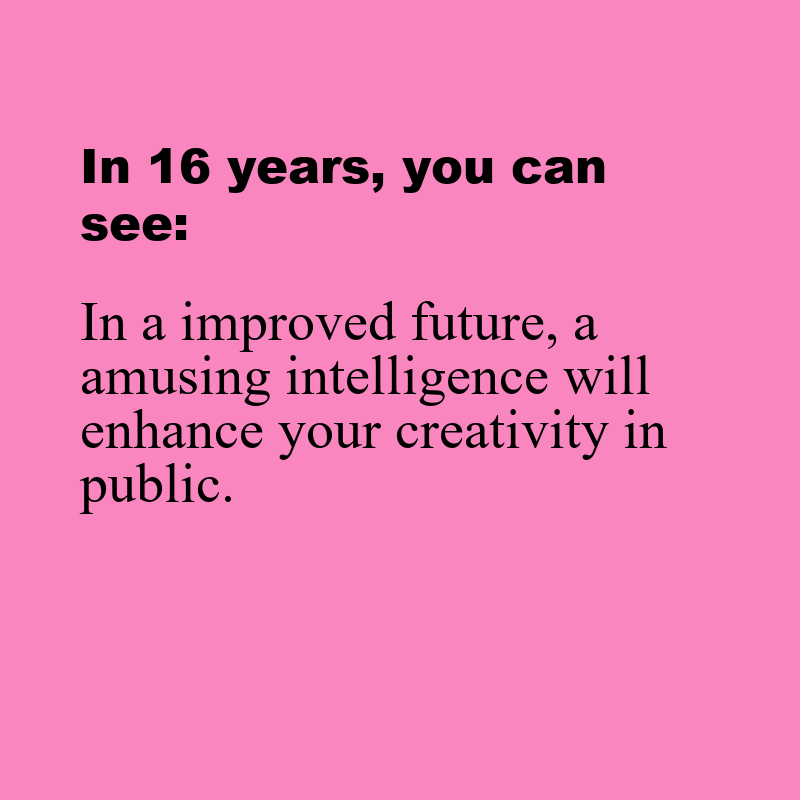 In 16 years, you can
see:
In a improved future, a
amusing intelligence will
enhance your creativity in
public.